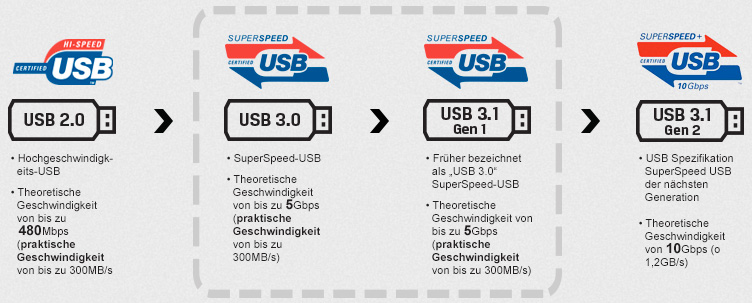 HI-SPEED
CERTIFIED USB
USB 2.0
• Hochgeschwindigk-
eits-USB
• Theoretische
Geschwindigkeit
von bis zu
480Mbps
(praktische
Geschwindigkeit
von bis zu 300MB/s
SUPERSPEED
CERTIFIED USB
USB 3.0
• SuperSpeed-USB
• Theoretische
Geschwindigkeit
von bis zu 5Gbps
(praktische
Geschwindigkeit
von bis zu
300MB/s)
SUPERSPEED
CERTIFIED USB
USB 3.1
Gen 1
• Früher bezeichnet
als „USB 3.0“
SuperSpeed-USB
• Theoretische
Geschwindigkeit von
bis zu 5Gbps
(praktische
Geschwindigkeit
von bis zu 300MB/s)
SUPERSPEED+
CERTIFIED USB
10Gbps
USB 3.1
Gen 2
• USB Spezifikation
SuperSpeed USB
der nächsten
Generation
• Theoretische
Geschwindigkeit
von 10Gbps (o
1,2GB/s)